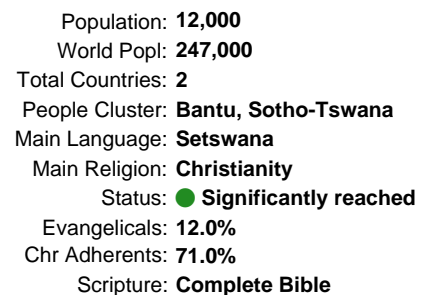 Population: 12,000
World Popl: 247,000
Total Countries: 2
People Cluster: Bantu, Sotho-Tswana
Main Language: Setswana
Main Religion: Christianity
Status: Significantly reached
Evangelicals: 12.0%
Chr Adherents: 71.0%
Scripture: Complete Bible